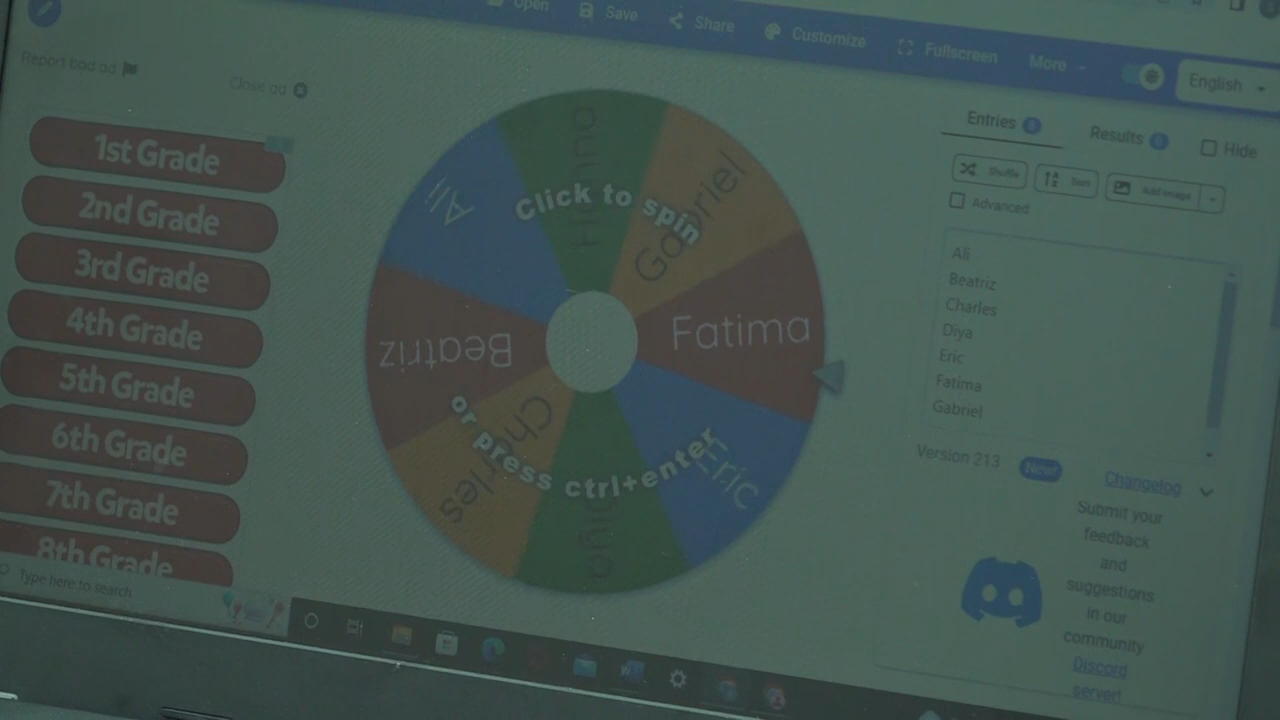 Open
Save
Share
Customize
Fullscreen
More
English
Report bad ad
Close ad
1st Grade
2nd Grade
3rd Grade
4th Grade
5th Grade
6th Grade
7th Grade
8th Grade
Click to spin
or press ctrl+enter
Ali
Gabriel
Fatima
Eric
Charles
Beatriz
Entries
Results
Hide
Shuffle
Sort
Add image
Advanced
Ali
Beatriz
Charles
Diya
Eric
Fatima
Gabriel
Version 213
New!
Changelog
Submit your
feedback
and
suggestions
in our
community
Discord
server!
Type here to search